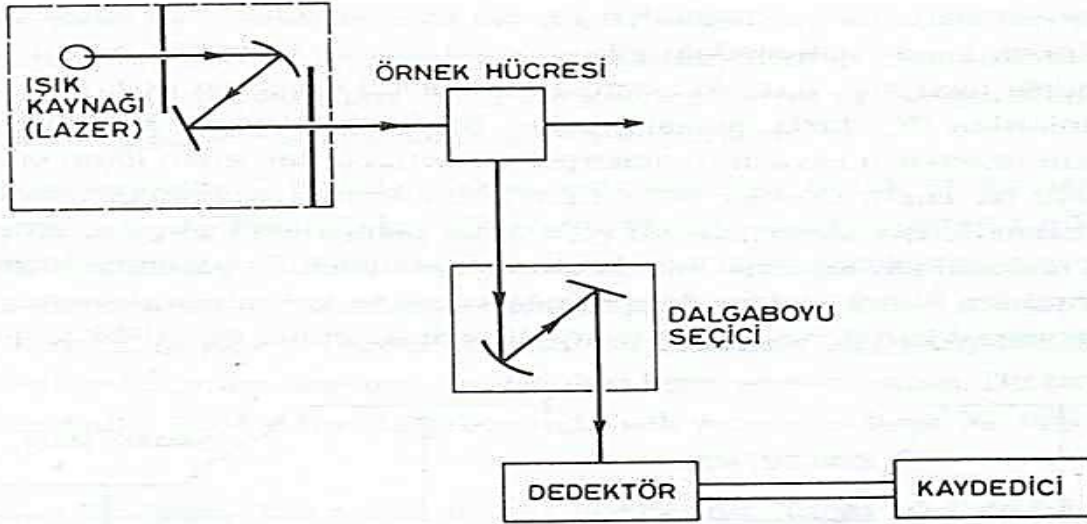 IŞIK
KAYNAĞI
(LAZER)
ÖRNEK HÜCRESİ
DALGABOYU
SEÇİCİ
DEDEKTÖR
KAYDEDİCİ